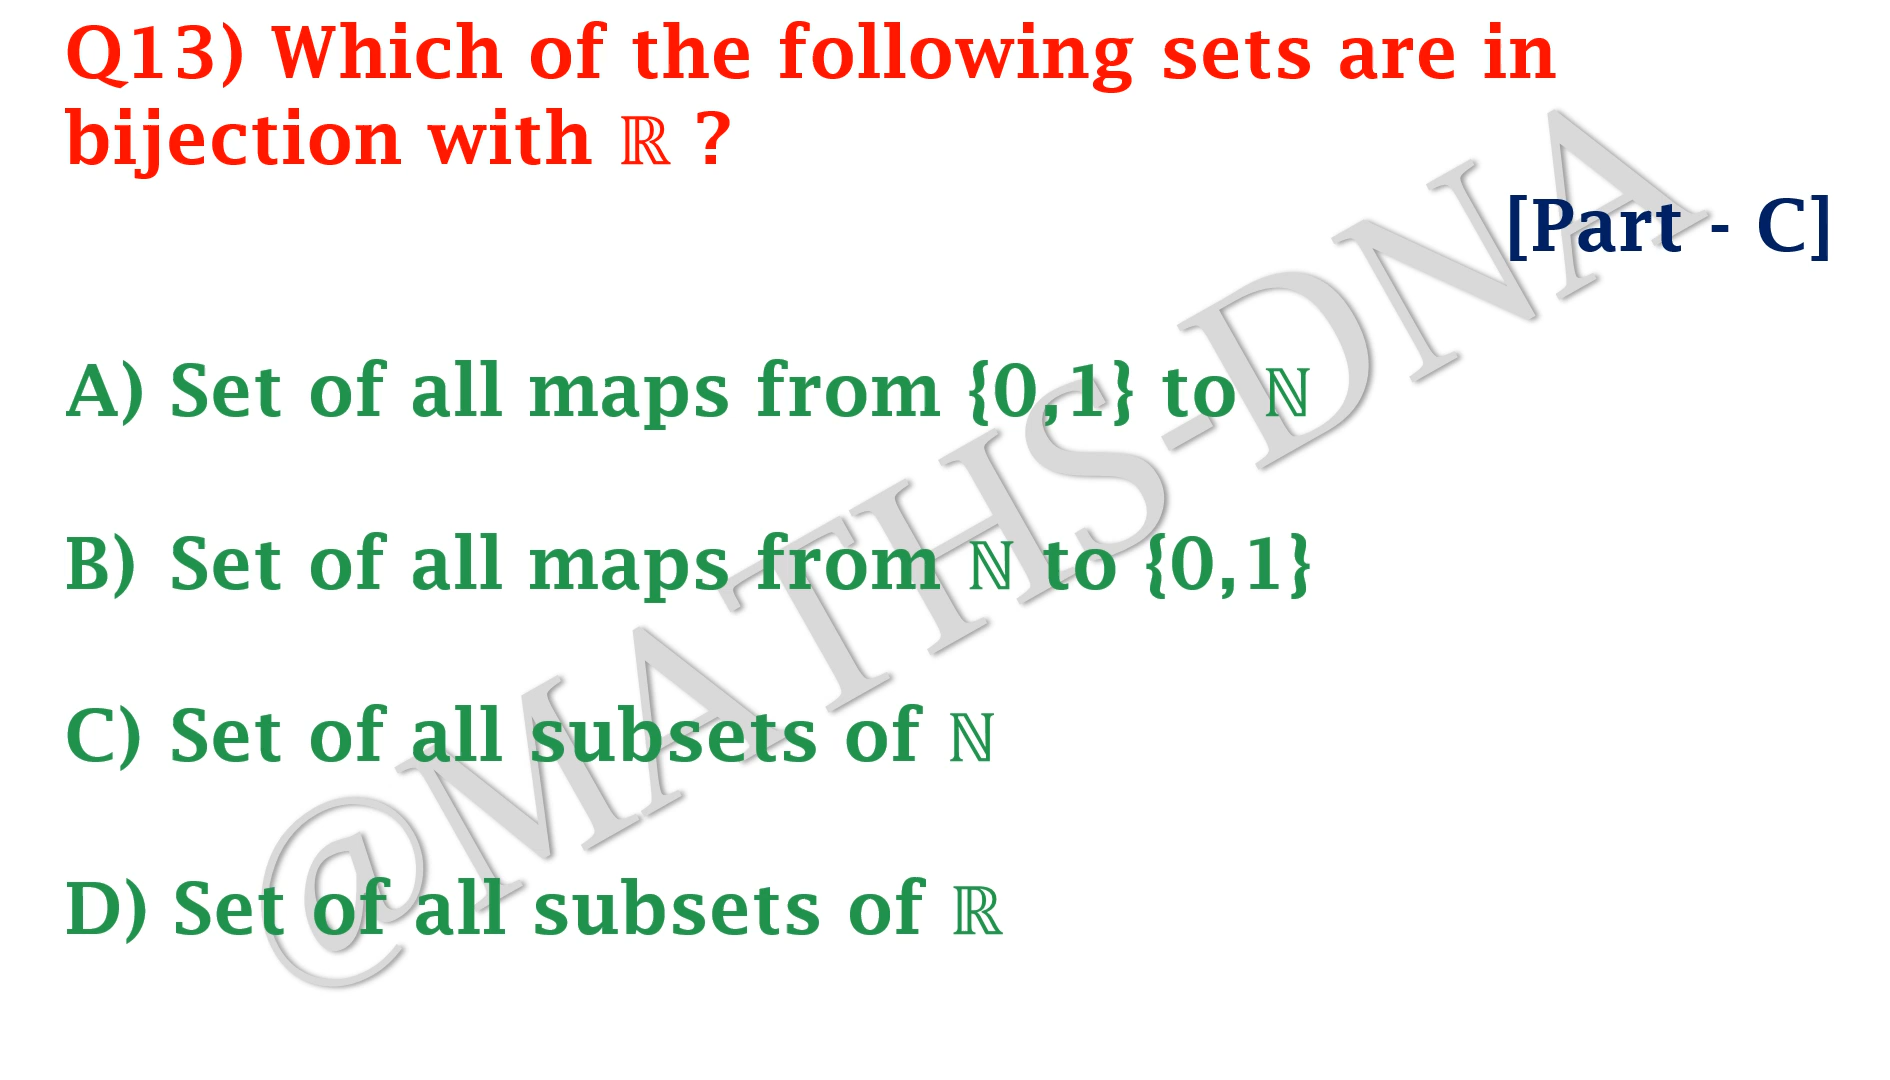 Q13) Which of the following sets are in
bijection with ℝ ?
[Part - C]
A) Set of all maps from {0,1} to ℕ
B) Set of all maps from ℕ to {0,1}
C) Set of all subsets of ℕ
D) Set of all subsets of ℝ
@MATHS-DNA